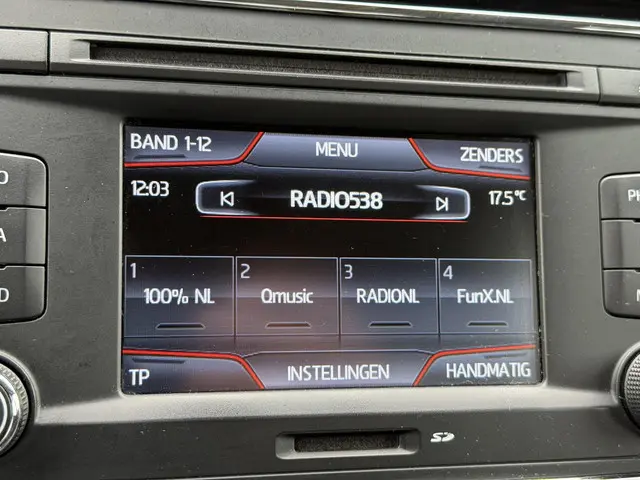 BAND 1-12 MENU ZENDERS
12:03 RADIO538 17.5°C
1 2 3 4
100% NL Qmusic RADIONL FunX.NL
TP INSTELLINGEN HANDMATIG
SD